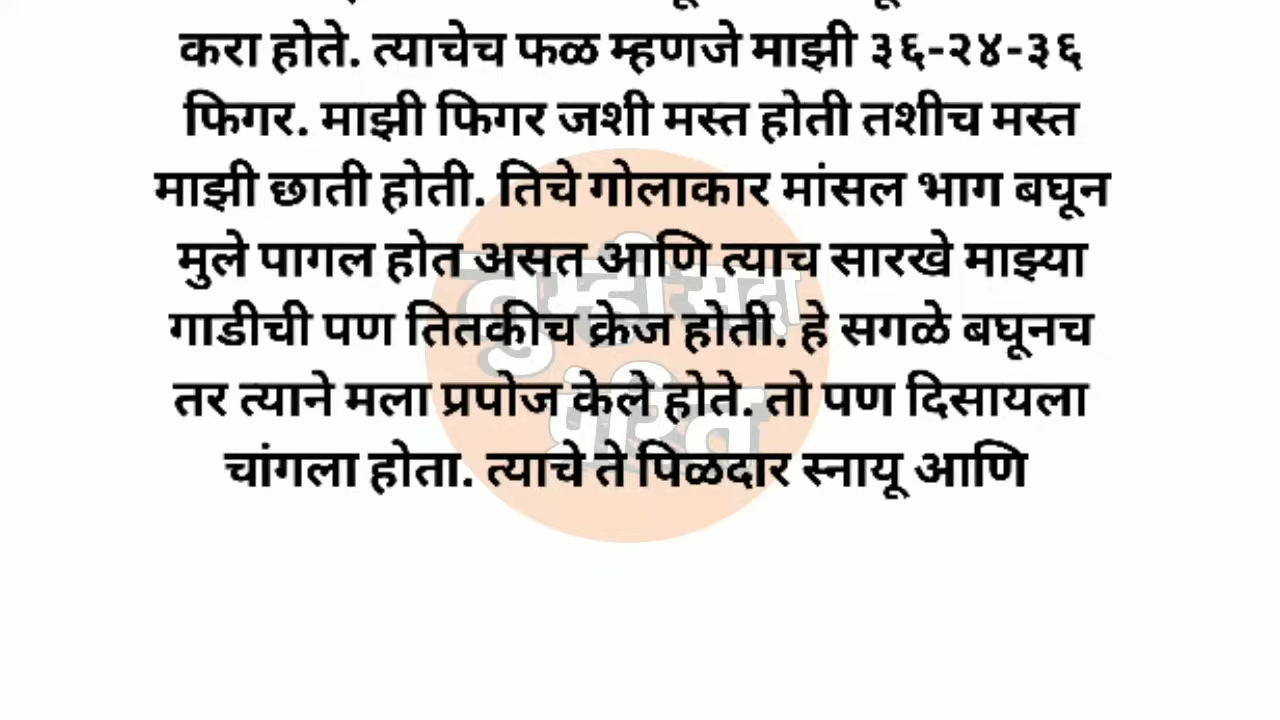 करा होते. त्याचेच फळ म्हणजे माझी ३६-२४-३६
फिगर. माझी फिगर जशी मस्त होती तशीच मस्त
माझी छाती होती. तिचे गोलाकार मांसल भाग बघून
मुले पागल होत असत आणि त्याच सारखे माझ्या
गाडीची पण तितकीच क्रेज होती. हे सगळे बघूनच
तर त्याने मला प्रपोज केले होते. तो पण दिसायला
चांगला होता. त्याचे ते पिळदार स्नायू आणि